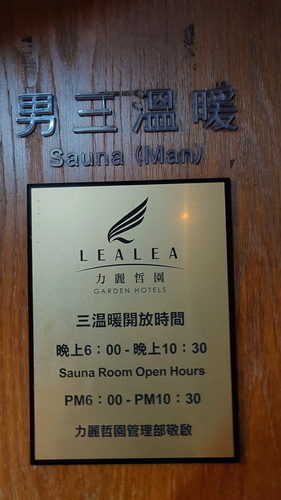 男三溫暖
Sauna (Man)
LEALEA
力麗哲園
GARDEN HOTELS
三溫暖開放時間
晚上6：00 - 晚上10：30
Sauna Room Open Hours
PM6：00 - PM10：30
力麗哲園管理部敬啟